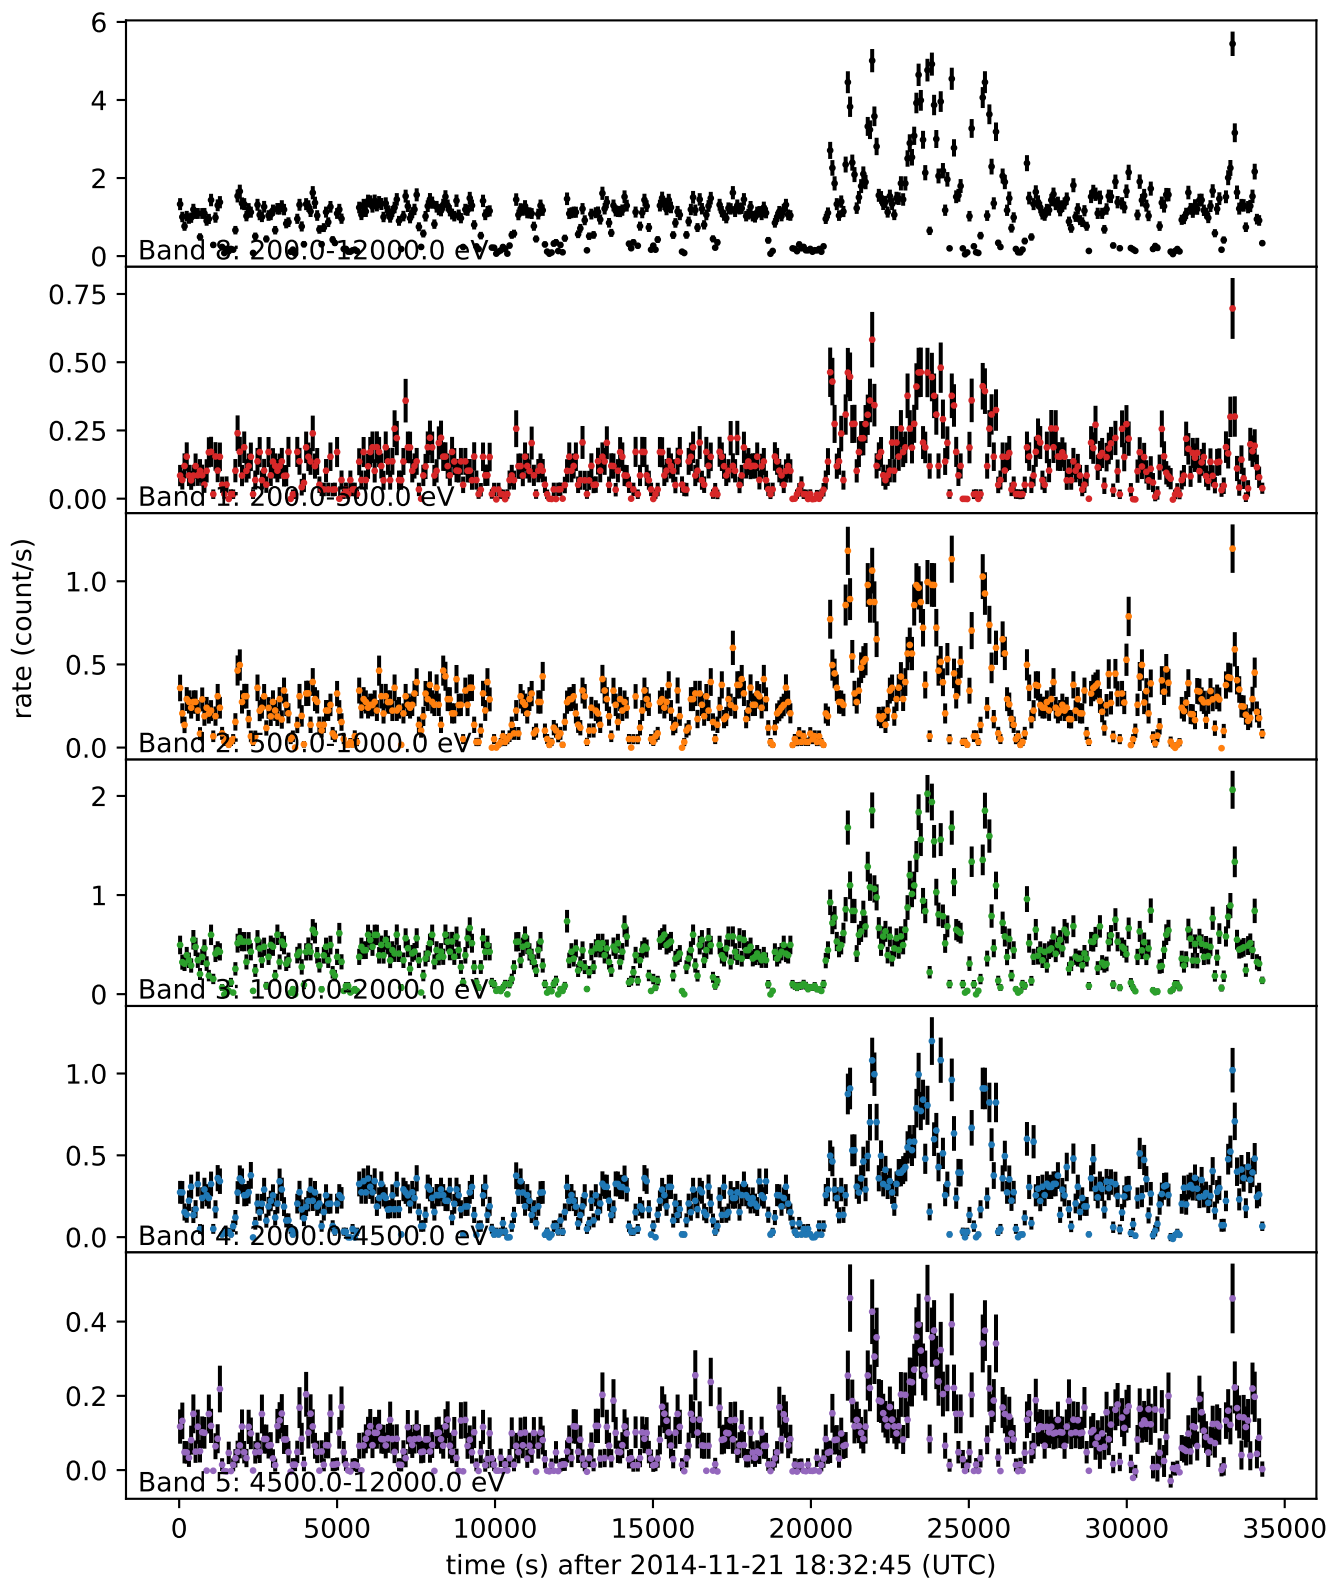 6
4
2
0
Band 8: 200.0-12000.0 eV
0.75
0.50
0.25
0.00
Band 1: 200.0-500.0 eV
rate (count/s)
1.0
0.5
0.0
Band 2: 500.0-1000.0 eV
2
1
0
Band 3: 1000.0-2000.0 eV
1.0
0.5
0.0
Band 4: 2000.0-4500.0 eV
0.4
0.2
0.0
Band 5: 4500.0-12000.0 eV
0 5000 10000 15000 20000 25000 30000 35000
time (s) after 2014-11-21 18:32:45 (UTC)